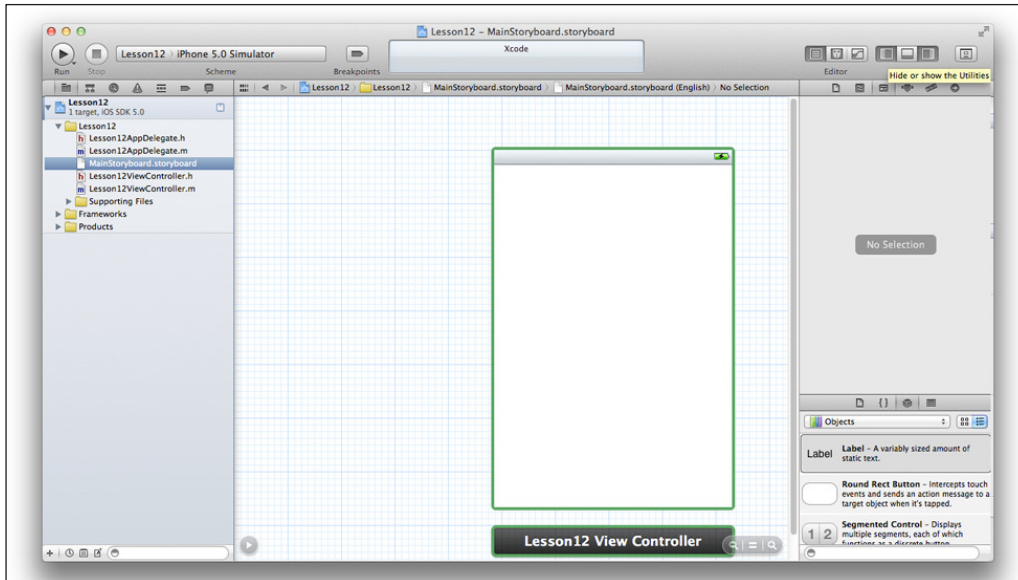 Lesson12 – MainStoryboard.storyboard
Lesson12 › iPhone 5.0 Simulator
Xcode
Run
Stop
Scheme
Breakpoints
Editor
Hide or show the Utilities
Lesson12 › Lesson12 › MainStoryboard.storyboard › MainStoryboard.storyboard (English) › No Selection
Lesson12
1 target, iOS SDK 5.0
Lesson12
h Lesson12AppDelegate.h
m Lesson12AppDelegate.m
MainStoryboard.storyboard
h Lesson12ViewController.h
m Lesson12ViewController.m
Supporting Files
Frameworks
Products
No Selection
{ }
Objects
Label
Label – A variably sized amount of
static text.
Round Rect Button – Intercepts touch
events and sends an action message to a
target object when it's tapped.
1 2
Segmented Control – Displays
multiple segments, each of which
functions as a discrete button.
Lesson12 View Controller